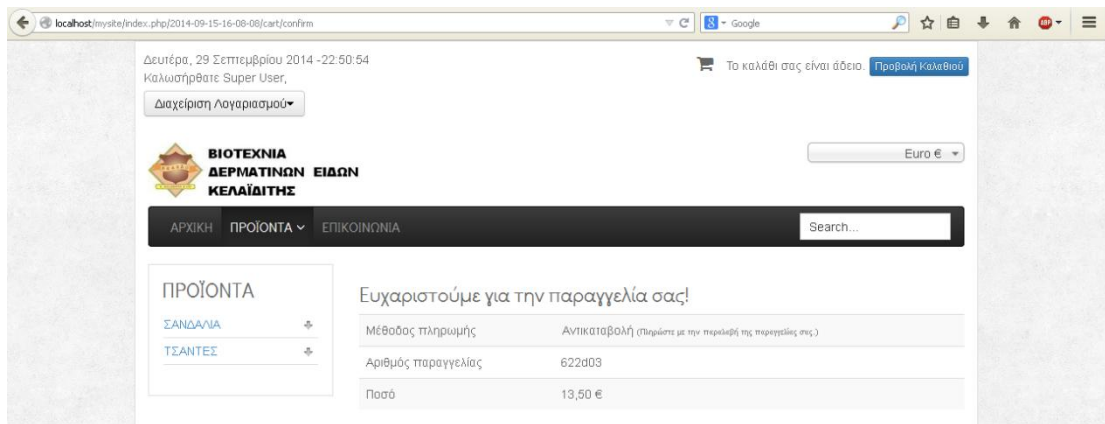 localhost/mysite/index.php/2014-09-15-16-08-08/cart/confirm
Google
ABP
Δευτέρα, 29 Σεπτεμβρίου 2014 -22:50:54
Καλωσήρθατε Super User,
Το καλάθι σας είναι άδειο. Προβολή Καλαθιού
Διαχείριση Λογαριασμού
ΒΙΟΤΕΧΝΙΑ
ΔΕΡΜΑΤΙΝΩΝ ΕΙΔΩΝ
ΚΕΛΑΪΔΙΤΗΣ
Euro €
ΑΡΧΙΚΗ ΠΡΟΪΟΝΤΑ ΕΠΙΚΟΙΝΩΝΙΑ Search...
ΠΡΟΪΟΝΤΑ
ΣΑΝΔΑΛΙΑ
ΤΣΑΝΤΕΣ
Ευχαριστούμε για την παραγγελία σας!
Μέθοδος πληρωμής Αντικαταβολή (Πληρώστε με την παραλαβή της παραγγελίας σας.)
Αριθμός παραγγελίας 622d03
Ποσό 13,50 €